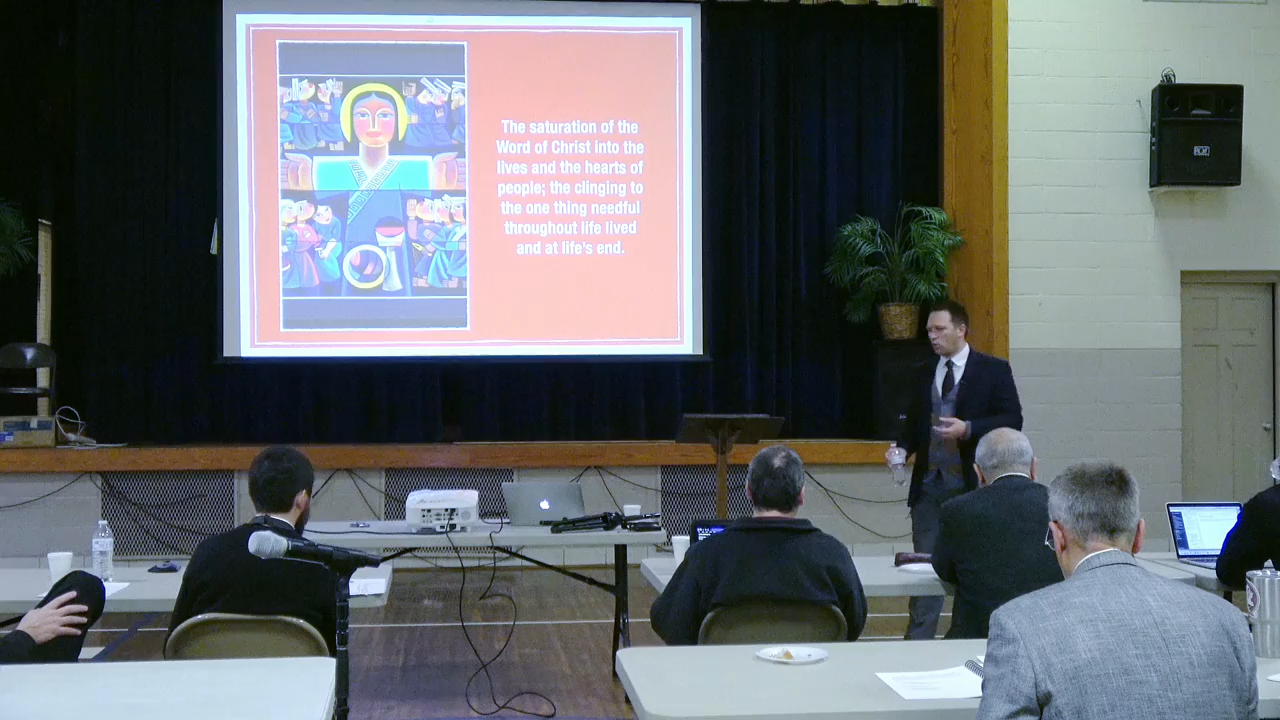 The saturation of the
Word of Christ into the
lives and the hearts of
people; the clinging to
the one thing needful
throughout life lived
and at life's end.